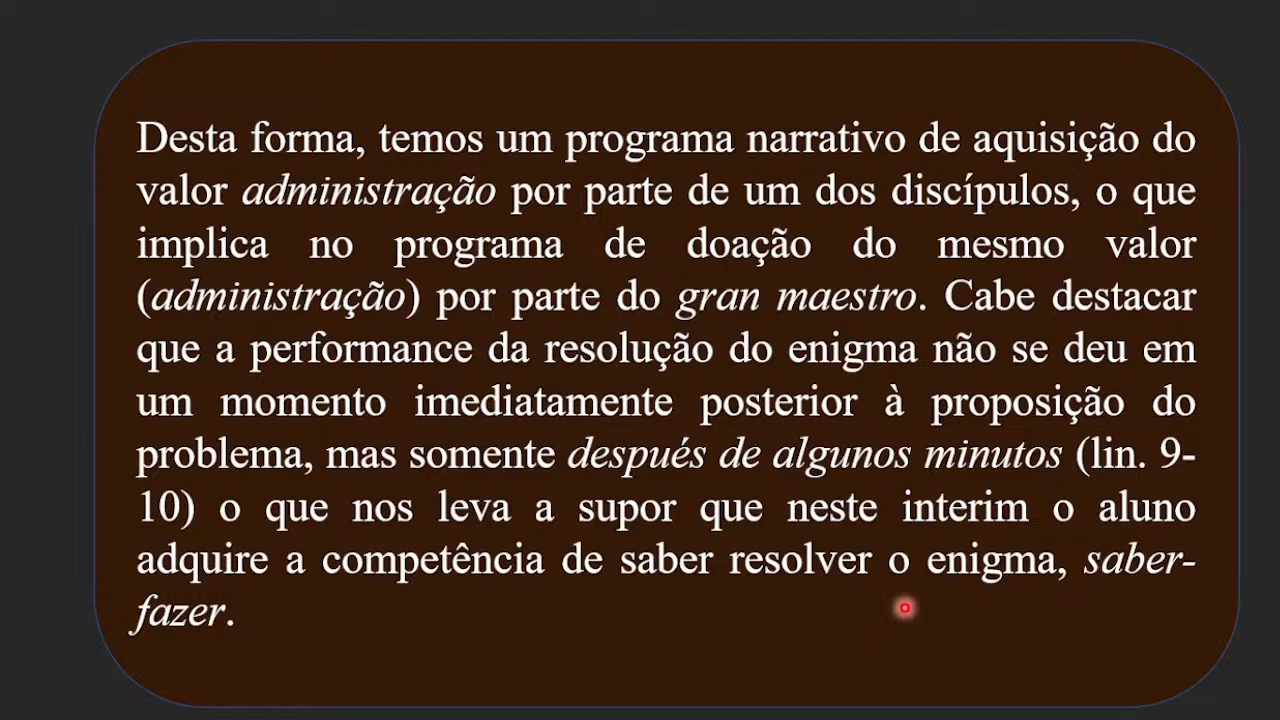 Desta forma, temos um programa narrativo de aquisição do
valor administração por parte de um dos discípulos, o que
implica no programa de doação do mesmo valor
(administração) por parte do gran maestro. Cabe destacar
que a performance da resolução do enigma não se deu em
um momento imediatamente posterior à proposição do
problema, mas somente después de algunos minutos (lin. 9-
10) o que nos leva a supor que neste interim o aluno
adquire a competência de saber resolver o enigma, saber-
fazer.